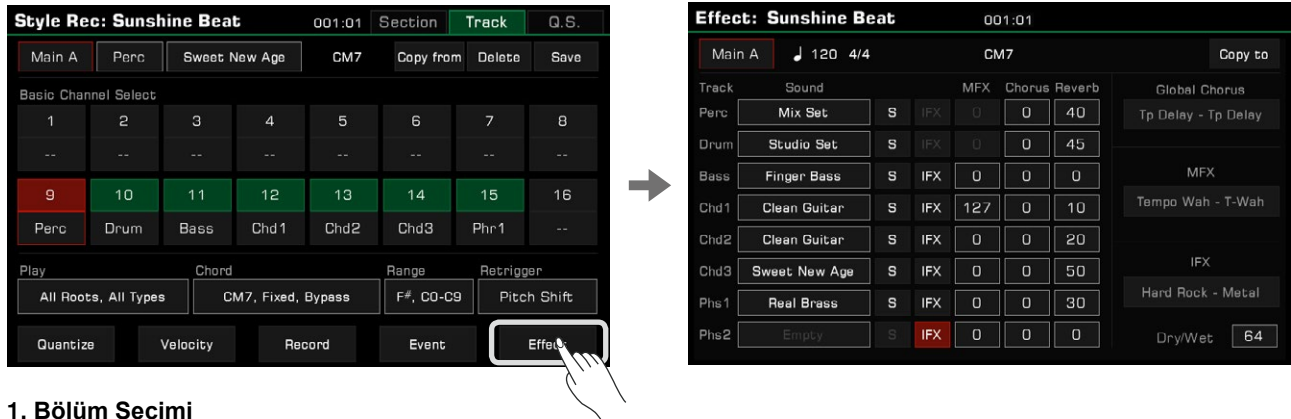 Style Rec: Sunshine Beat 001:01 Section Track Q.S.
Main A Perc Sweet New Age CM7 Copy from Delete Save
Basic Channel Select
1 2 3 4 5 6 7 8
-- -- -- -- -- -- -- --
9 10 11 12 13 14 15 16
Perc Drum Bass Chd1 Chd2 Chd3 Phr1 --
Play Chord Range Retrigger
All Roots, All Types CM7, Fixed, Bypass F#, C0-C9 Pitch Shift
Quantize Velocity Record Event Effect
Effect: Sunshine Beat 001:01
Main A ♩ 120 4/4 CM7 Copy to
Track Sound MFX Chorus Reverb Global Chorus
Perc Mix Set S IFX 0 0 40 Tp Delay - Tp Delay
Drum Studio Set S IFX 0 0 45
Bass Finger Bass S IFX 0 0 0 MFX
Chd1 Clean Guitar S IFX 127 0 10 Tempo Wah - T-Wah
Chd2 Clean Guitar S IFX 0 0 20
Chd3 Sweet New Age S IFX 0 0 50 IFX
Phs1 Real Brass S IFX 0 0 30 Hard Rock - Metal
Phs2 Empty S IFX 0 0 0 Dry/Wet 64
1. Bölüm Seçimi